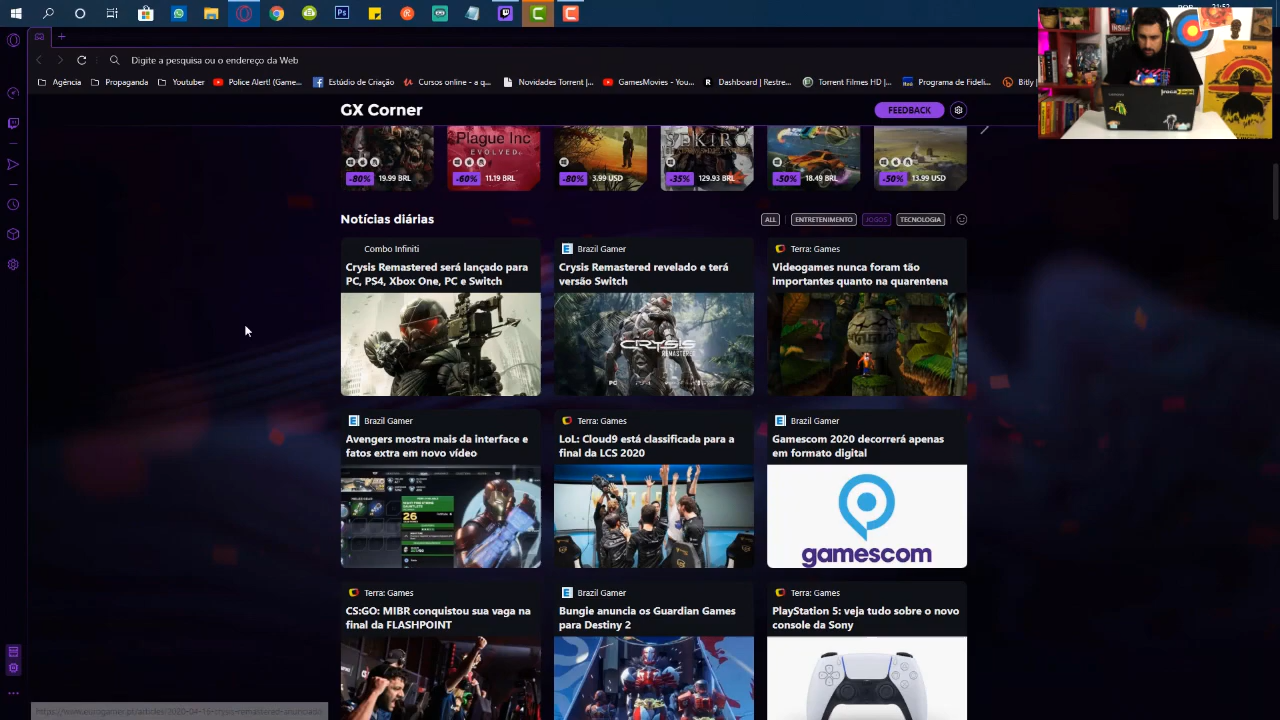 POR 21:52
Digite a pesquisa ou o endereço da Web
Agência Propaganda Youtuber Police Alert! (Game... Estúdio de Criação Cursos online - a q... Novidades Torrent |... GamesMovies - You... Dashboard | Restre... Torrent Filmes HD |... Programa de Fideli... Bitly |
GX Corner
FEEDBACK
Plague Inc
EVOLVED
SEKIRO
-80% 19.99 BRL
-60% 11.19 BRL
-80% 3.99 USD
-35% 129.93 BRL
-50% 18.49 BRL
-50% 13.99 USD
Notícias diárias
ALL ENTRETENIMENTO JOGOS TECNOLOGIA
Combo Infiniti
Crysis Remastered será lançado para
PC, PS4, Xbox One, PC e Switch
Brazil Gamer
Crysis Remastered revelado e terá
versão Switch
CRYSIS
REMASTERED
Terra: Games
Videogames nunca foram tão
importantes quanto na quarentena
Brazil Gamer
Avengers mostra mais da interface e
fatos extra em novo vídeo
26
Terra: Games
LoL: Cloud9 está classificada para a
final da LCS 2020
Brazil Gamer
Gamescom 2020 decorrerá apenas
em formato digital
gamescom
Terra: Games
CS:GO: MIBR conquistou sua vaga na
final da FLASHPOINT
Brazil Gamer
Bungie anuncia os Guardian Games
para Destiny 2
Terra: Games
PlayStation 5: veja tudo sobre o novo
console da Sony